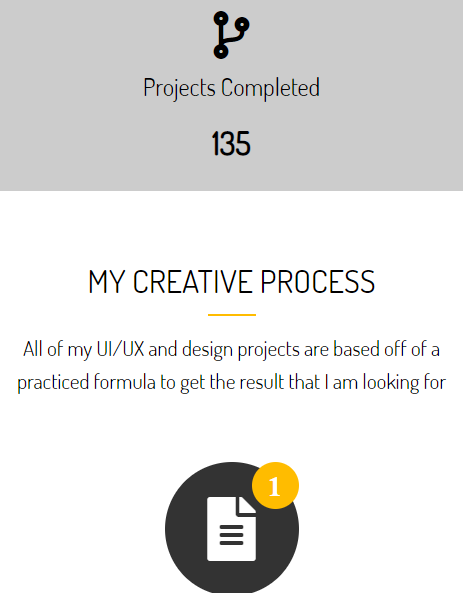 Projects Completed
135
MY CREATIVE PROCESS
All of my UI/UX and design projects are based off of a
practiced formula to get the result that I am looking for
1